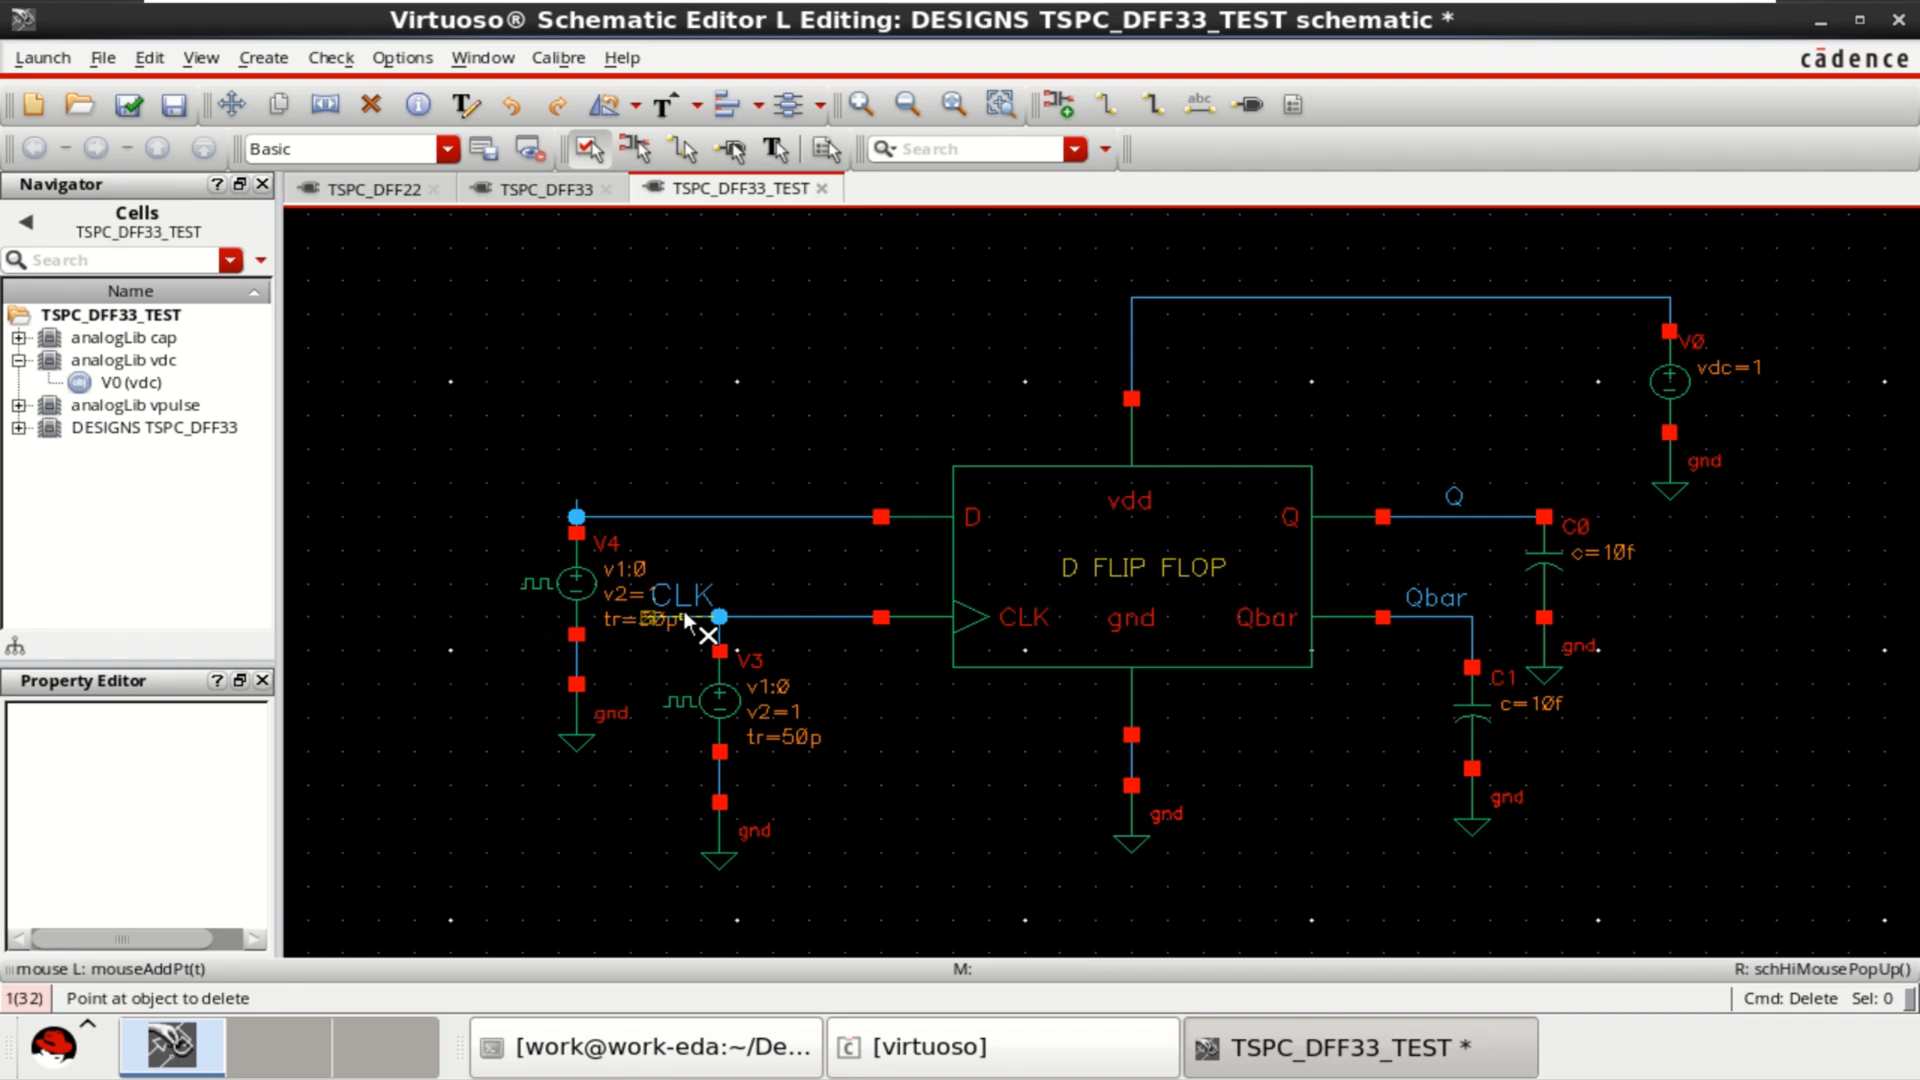 Virtuoso® Schematic Editor L Editing: DESIGNS TSPC_DFF33_TEST schematic *
Launch File Edit View Create Check Options Window Calibre Help
cādence
abc
Basic
Search
Navigator
TSPC_DFF22
TSPC_DFF33
TSPC_DFF33_TEST
Cells
TSPC_DFF33_TEST
Search
Name
TSPC_DFF33_TEST
analogLib cap
analogLib vdc
V0 (vdc)
analogLib vpulse
DESIGNS TSPC_DFF33
Property Editor
V0
vdc=1
gnd
vdd
D
Q
Q
C0
c=10f
gnd
D FLIP FLOP
V4
v1:0
v2=1
CLK
CLK
gnd
Qbar
Qbar
gnd
V3
v1:0
v2=1
tr=50p
gnd
C1
c=10f
gnd
gnd
mouse L: mouseAddPt(t)
M:
R: schHiMousePopUp()
1(32)
Point at object to delete
Cmd: Delete Sel: 0
[work@work-eda:~/De...
[virtuoso]
TSPC_DFF33_TEST *